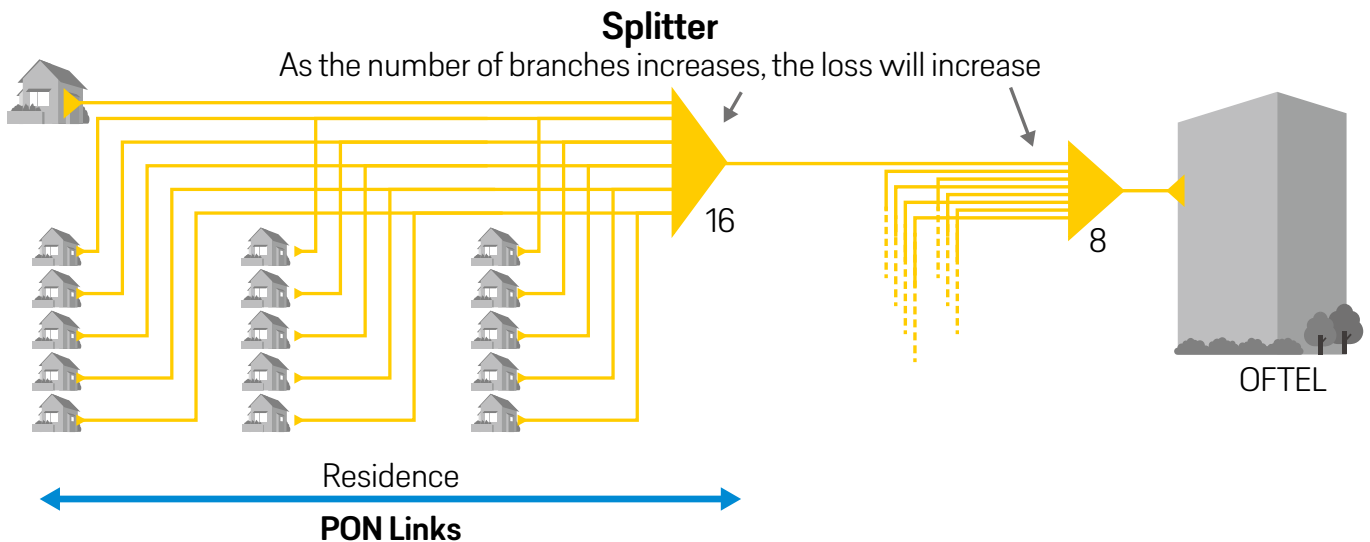 Splitter
As the number of branches increases, the loss will increase
16
8
OFTEL
Residence
PON Links